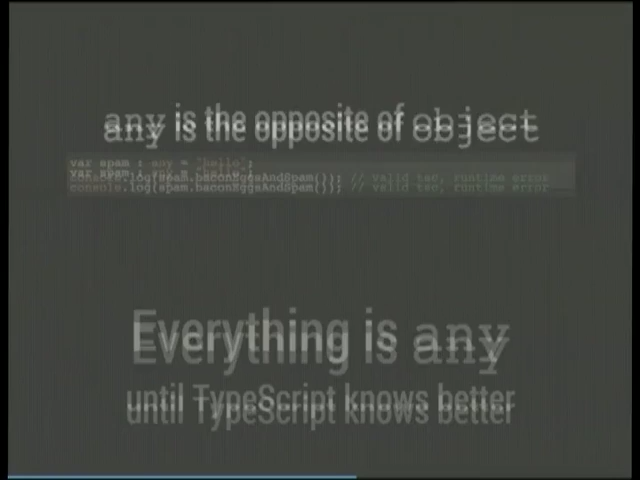 any is the opposite of object
var spam : any = 'hello';
console.log(spam.baconEggsAndSpam()); // valid tsc, runtime error
Everything is any
until TypeScript knows better